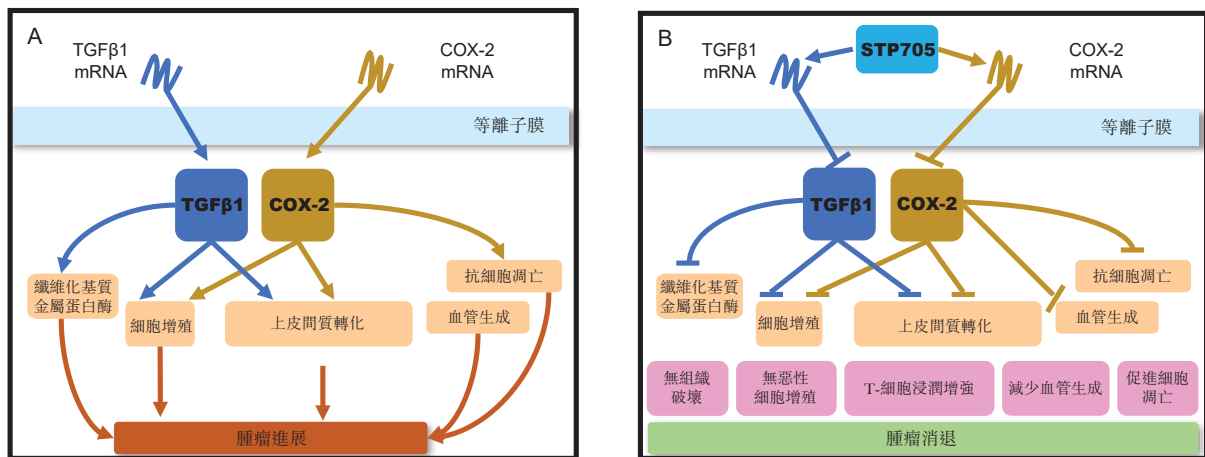 A
TGFβ1
mRNA
COX-2
mRNA
等離子膜
TGFβ1
COX-2
纖維化基質
金屬蛋白酶
細胞增殖
上皮間質轉化
抗細胞凋亡
血管生成
腫瘤進展
B
TGFβ1
mRNA
STP705
COX-2
mRNA
等離子膜
TGFβ1
COX-2
纖維化基質
金屬蛋白酶
細胞增殖
上皮間質轉化
抗細胞凋亡
血管生成
無組織
破壞
無惡性
細胞增殖
T-細胞浸潤增強
減少血管生成
促進細胞
凋亡
腫瘤消退